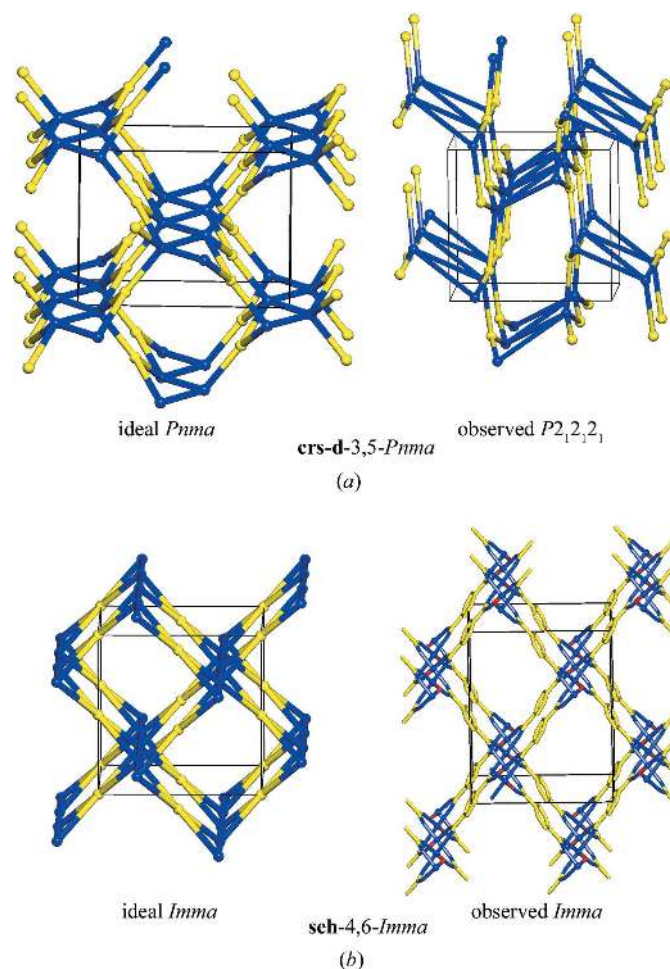 ideal Pnma
observed P2₁2₁2₁
crs-d-3,5-Pnma
(a)
ideal Imma
observed Imma
sch-4,6-Imma
(b)